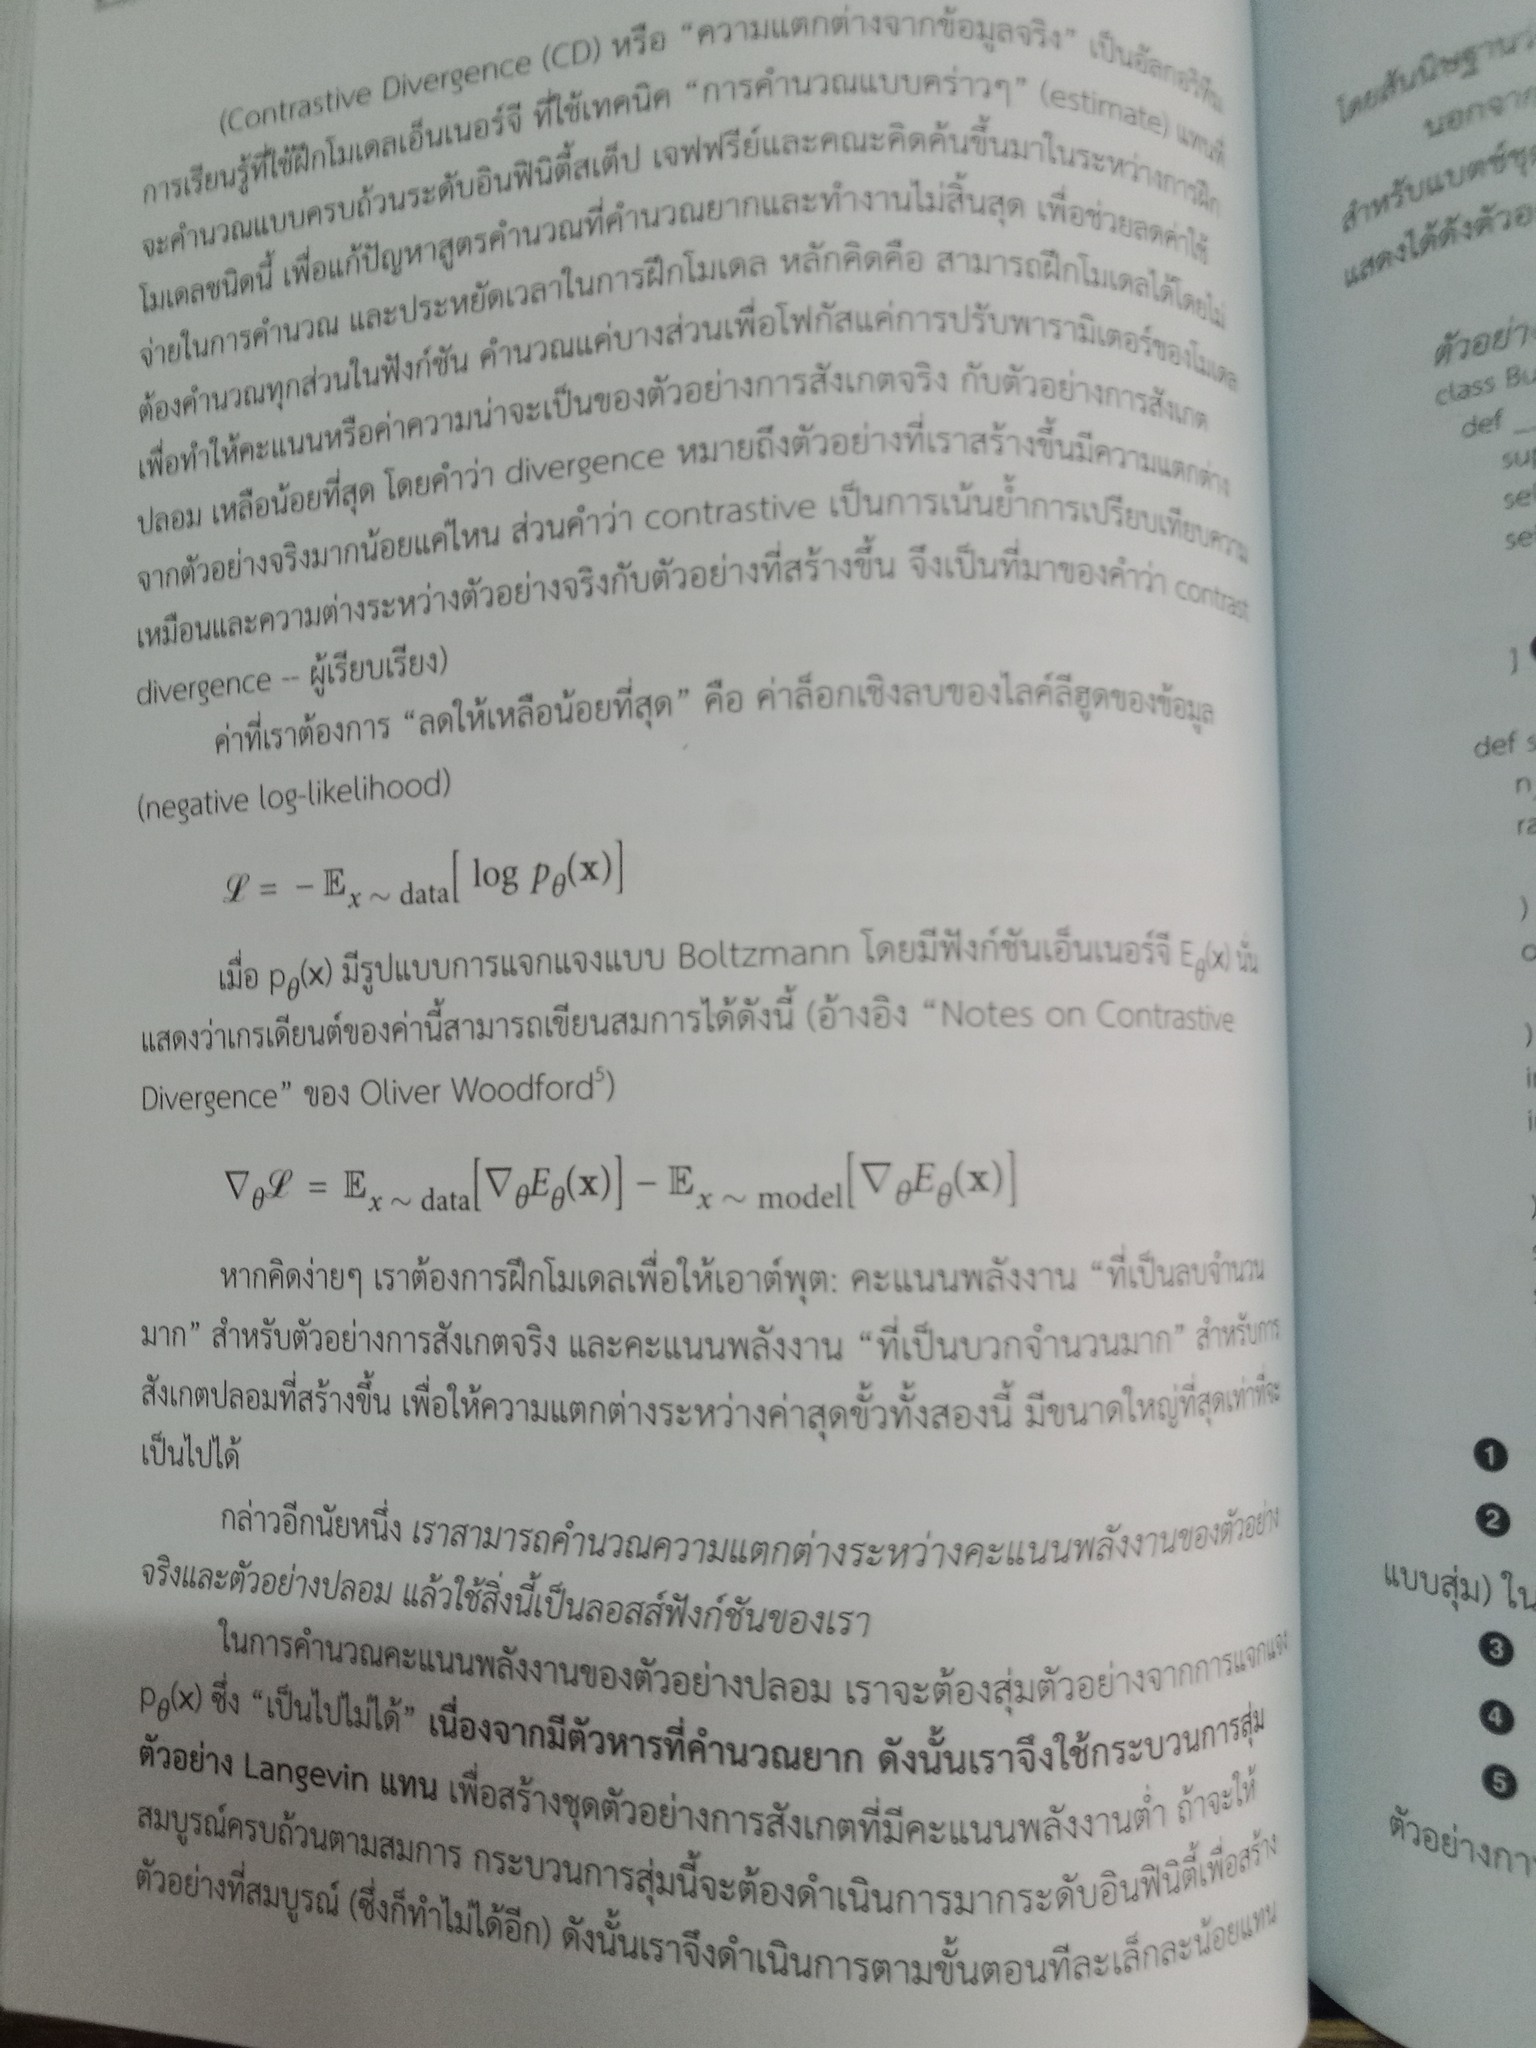 (Contrastive Divergence (CD) หรือ “ความแตกต่างจากข้อมูลจริง” เป็นอัลกอริทึม
การเรียนรู้ที่ใช้ฝึกโมเดลเอ็นเนอร์จี ที่ใช้เทคนิค “การคำนวณแบบคร่าวๆ” (estimate) แทนที่
จะคำนวณแบบครบถ้วนระดับอินฟินิตี้สเต็ป เจฟฟรีย์และคณะคิดค้นขึ้นมาในระหว่างการฝึก
โมเดลชนิดนี้ เพื่อแก้ปัญหาสูตรคำนวณที่คำนวณยากและทำงานไม่สิ้นสุด เพื่อช่วยลดค่าใช้
จ่ายในการคำนวณ และประหยัดเวลาในการฝึกโมเดล หลักคิดคือ สามารถฝึกโมเดลได้โดยไม่
ต้องคำนวณทุกส่วนในฟังก์ชัน คำนวณแค่บางส่วนเพื่อโฟกัสแค่การปรับพารามิเตอร์ของโมเดล
เพื่อทำให้คะแนนหรือค่าความน่าจะเป็นของตัวอย่างการสังเกตจริง กับตัวอย่างการสังเกต
ปลอม เหลือน้อยที่สุด โดยคำว่า divergence หมายถึงตัวอย่างที่เราสร้างขึ้นมีความแตกต่าง
จากตัวอย่างจริงมากน้อยแค่ไหน ส่วนคำว่า contrastive เป็นการเน้นย้ำการเปรียบเทียบความ
เหมือนและความต่างระหว่างตัวอย่างจริงกับตัวอย่างที่สร้างขึ้น จึงเป็นที่มาของคำว่า contrast
divergence -- ผู้เรียบเรียง)
ค่าที่เราต้องการ “ลดให้เหลือน้อยที่สุด” คือ ค่าล็อกเชิงลบของไลค์ลีฮูดของข้อมูล
(negative log-likelihood)
ℒ = − 𝔼x ∼ data[ log pθ(x)]
เมื่อ pθ(x) มีรูปแบบการแจกแจงแบบ Boltzmann โดยมีฟังก์ชันเอ็นเนอร์จี Eθ(x) นั่น
แสดงว่าเกรเดียนต์ของค่านี้สามารถเขียนสมการได้ดังนี้ (อ้างอิง “Notes on Contrastive
Divergence” ของ Oliver Woodford⁵)
∇θℒ = 𝔼x ∼ data[∇θEθ(x)] − 𝔼x ∼ model[∇θEθ(x)]
หากคิดง่ายๆ เราต้องการฝึกโมเดลเพื่อให้เอาต์พุต: คะแนนพลังงาน “ที่เป็นลบจำนวน
มาก” สำหรับตัวอย่างการสังเกตจริง และคะแนนพลังงาน “ที่เป็นบวกจำนวนมาก” สำหรับการ
สังเกตปลอมที่สร้างขึ้น เพื่อให้ความแตกต่างระหว่างค่าสุดขั้วทั้งสองนี้ มีขนาดใหญ่ที่สุดเท่าที่จะ
เป็นไปได้
กล่าวอีกนัยหนึ่ง เราสามารถคำนวณความแตกต่างระหว่างคะแนนพลังงานของตัวอย่าง
จริงและตัวอย่างปลอม แล้วใช้สิ่งนี้เป็นลอสส์ฟังก์ชันของเรา
ในการคำนวณคะแนนพลังงานของตัวอย่างปลอม เราจะต้องสุ่มตัวอย่างจากการแจกแจง
pθ(x) ซึ่ง “เป็นไปไม่ได้” เนื่องจากมีตัวหารที่คำนวณยาก ดังนั้นเราจึงใช้กระบวนการสุ่ม
ตัวอย่าง Langevin แทน เพื่อสร้างชุดตัวอย่างการสังเกตที่มีคะแนนพลังงานต่ำ ถ้าจะให้
สมบูรณ์ครบถ้วนตามสมการ กระบวนการสุ่มนี้จะต้องดำเนินการมากระดับอินฟินิตี้เพื่อสร้าง
ตัวอย่างที่สมบูรณ์ (ซึ่งก็ทำไม่ได้อีก) ดังนั้นเราจึงดำเนินการตามขั้นตอนทีละเล็กละน้อยแทน
โดยสันนิษฐานว
นอกจาก
สำหรับแบตช์ชุด
แสดงได้ดังตัวอ
ตัวอย่าง
class Bu
def
]
def s
)
)
1
2
แบบสุ่ม) ใน
3
4
5
ตัวอย่างกา